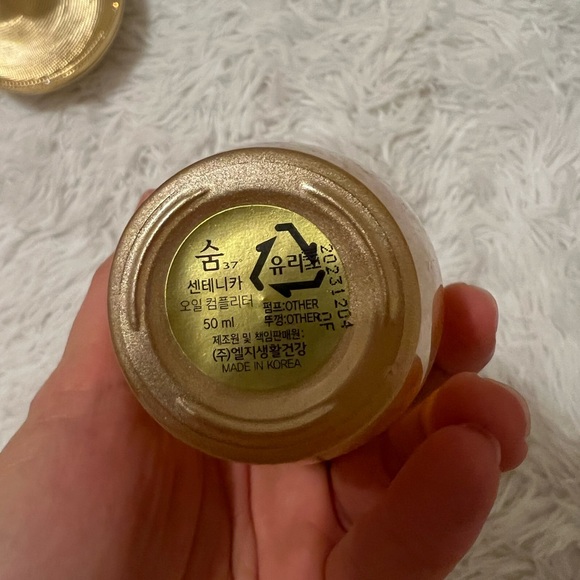 숨37°
유리
센테니카
오일 컴플리터
펌프:OTHER
50 ml
뚜껑:OTHER
제조원 및 책임판매원 :
(주)엘지생활건강
MADE IN KOREA
20231204